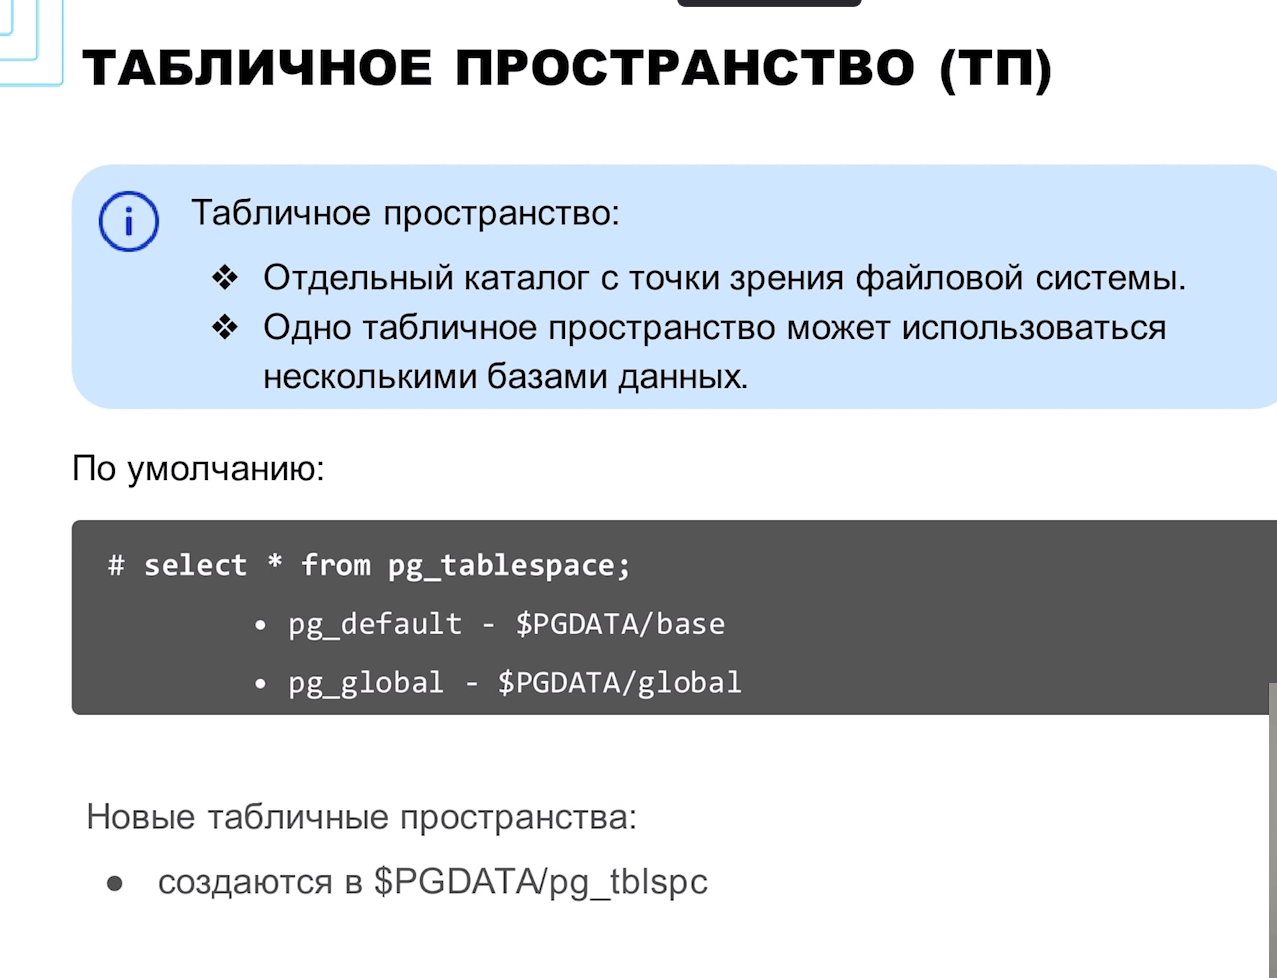 ТАБЛИЧНОЕ ПРОСТРАНСТВО (ТП)
Табличное пространство:
❖ Отдельный каталог с точки зрения файловой системы.
❖ Одно табличное пространство может использоваться
несколькими базами данных.
По умолчанию:
# select * from pg_tablespace;
• pg_default - $PGDATA/base
• pg_global - $PGDATA/global
Новые табличные пространства:
● создаются в $PGDATA/pg_tblspc